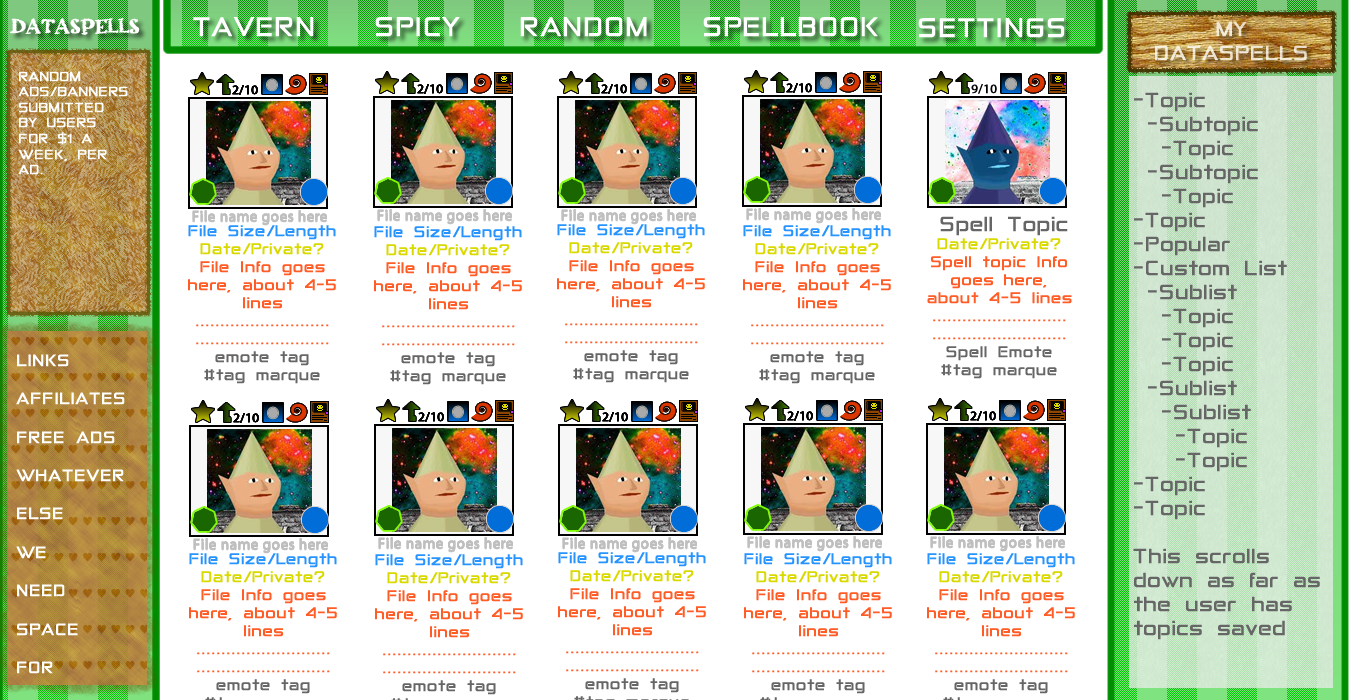 DATASPELLS
RANDOM
ADS/BANNERS
SUBMITTED
BY USERS
FOR $1 A
WEEK, PER
AD.
LINKS
AFFILIATES
FREE ADS
WHATEVER
ELSE
WE
NEED
SPACE
FOR
TAVERN SPICY RANDOM SPELLBOOK SETTINGS
2/10
File name goes here
File Size/Length
Date/Private?
File Info goes
here, about 4-5
lines
emote tag
#tag marque
2/10
File name goes here
File Size/Length
Date/Private?
File Info goes
here, about 4-5
lines
emote tag
#tag marque
2/10
File name goes here
File Size/Length
Date/Private?
File Info goes
here, about 4-5
lines
emote tag
#tag marque
2/10
File name goes here
File Size/Length
Date/Private?
File Info goes
here, about 4-5
lines
emote tag
#tag marque
9/10
Spell Topic
Date/Private?
Spell topic Info
goes here,
about 4-5 lines
Spell Emote
#tag marque
2/10
File name goes here
File Size/Length
Date/Private?
File Info goes
here, about 4-5
lines
emote tag
2/10
File name goes here
File Size/Length
Date/Private?
File Info goes
here, about 4-5
lines
emote tag
2/10
File name goes here
File Size/Length
Date/Private?
File Info goes
here, about 4-5
lines
emote tag
#tag marque
2/10
File name goes here
File Size/Length
Date/Private?
File Info goes
here, about 4-5
lines
emote tag
2/10
File name goes here
File Size/Length
Date/Private?
File Info goes
here, about 4-5
lines
emote tag
MY
DATASPELLS
-Topic
-Subtopic
-Topic
-Subtopic
-Topic
-Topic
-Popular
-Custom List
-Sublist
-Topic
-Topic
-Topic
-Sublist
-Sublist
-Topic
-Topic
-Topic
-Topic
This scrolls
down as far as
the user has
topics saved